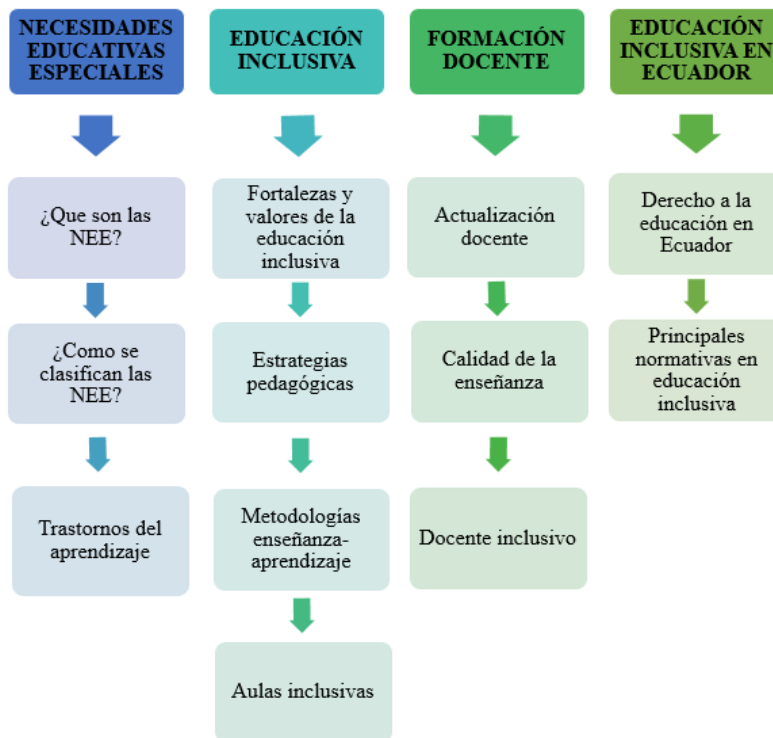 NECESIDADES
EDUCATIVAS
ESPECIALES
¿Que son las
NEE?
¿Como se
clasifican las
NEE?
Trastornos del
aprendizaje
EDUCACIÓN
INCLUSIVA
Fortalezas y
valores de la
educación
inclusiva
Estrategias
pedagógicas
Metodologías
enseñanza-
aprendizaje
Aulas inclusivas
FORMACIÓN
DOCENTE
Actualización
docente
Calidad de la
enseñanza
Docente inclusivo
EDUCACIÓN
INCLUSIVA EN
ECUADOR
Derecho a la
educación en
Ecuador
Principales
normativas en
educación
inclusiva